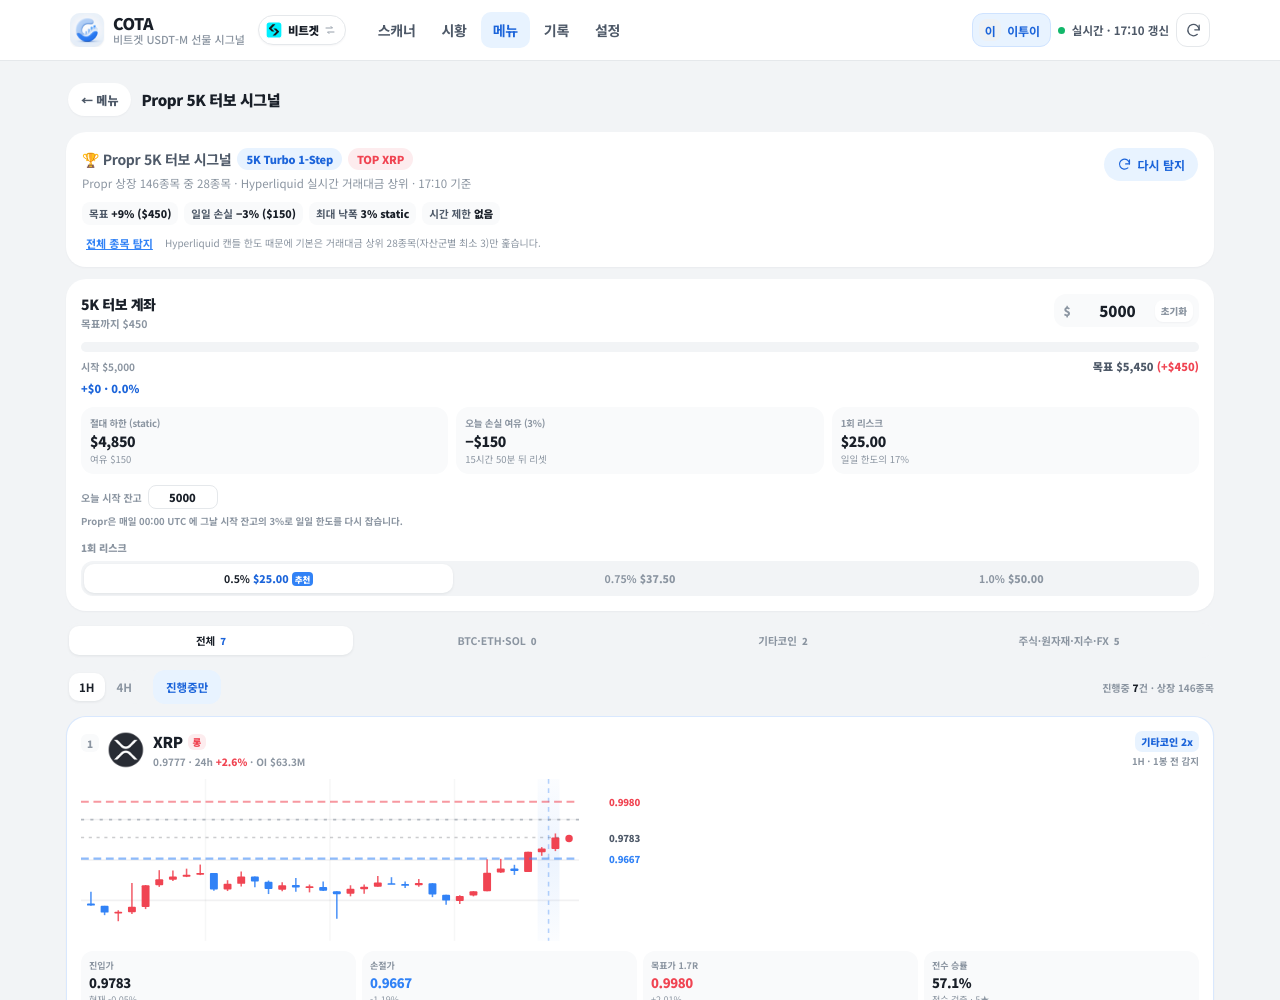 COTA
비트겟 USDT-M 선물 시그널
비트겟
스캐너 시황 메뉴 기록 설정
이 이투이
실시간 · 17:10 갱신
← 메뉴
Propr 5K 터보 시그널
🏆 Propr 5K 터보 시그널 5K Turbo 1-Step TOP XRP
다시 탐지
Propr 상장 146종목 중 28종목 · Hyperliquid 실시간 거래대금 상위 · 17:10 기준
목표 +9% ($450) 일일 손실 −3% ($150) 최대 낙폭 3% static 시간 제한 없음
전체 종목 탐지 Hyperliquid 캔들 한도 때문에 기본은 거래대금 상위 28종목(자산군별 최소 3)만 훑습니다.
5K 터보 계좌
목표까지 $450
$ 5000 초기화
시작 $5,000
목표 $5,450 (+$450)
+$0 · 0.0%
절대 하한 (static)
$4,850
여유 $150
오늘 손실 여유 (3%)
−$150
15시간 50분 뒤 리셋
1회 리스크
$25.00
일일 한도의 17%
오늘 시작 잔고 5000
Propr은 매일 00:00 UTC 에 그날 시작 잔고의 3%로 일일 한도를 다시 잡습니다.
1회 리스크
0.5% $25.00 추천
0.75% $37.50
1.0% $50.00
전체 7
BTC·ETH·SOL 0
기타코인 2
주식·원자재·지수·FX 5
1H 4H 진행중만
진행중 7건 · 상장 146종목
1
XRP 롱
0.9777 · 24h +2.6% · OI $63.3M
기타코인 2x
1H · 1봉 전 감지
0.9980
0.9783
0.9667
진입가
0.9783
현재 -0.05%
손절가
0.9667
-1.19%
목표가 1.7R
0.9980
+2.01%
전수 승률
57.1%
전수 검증 · 5★